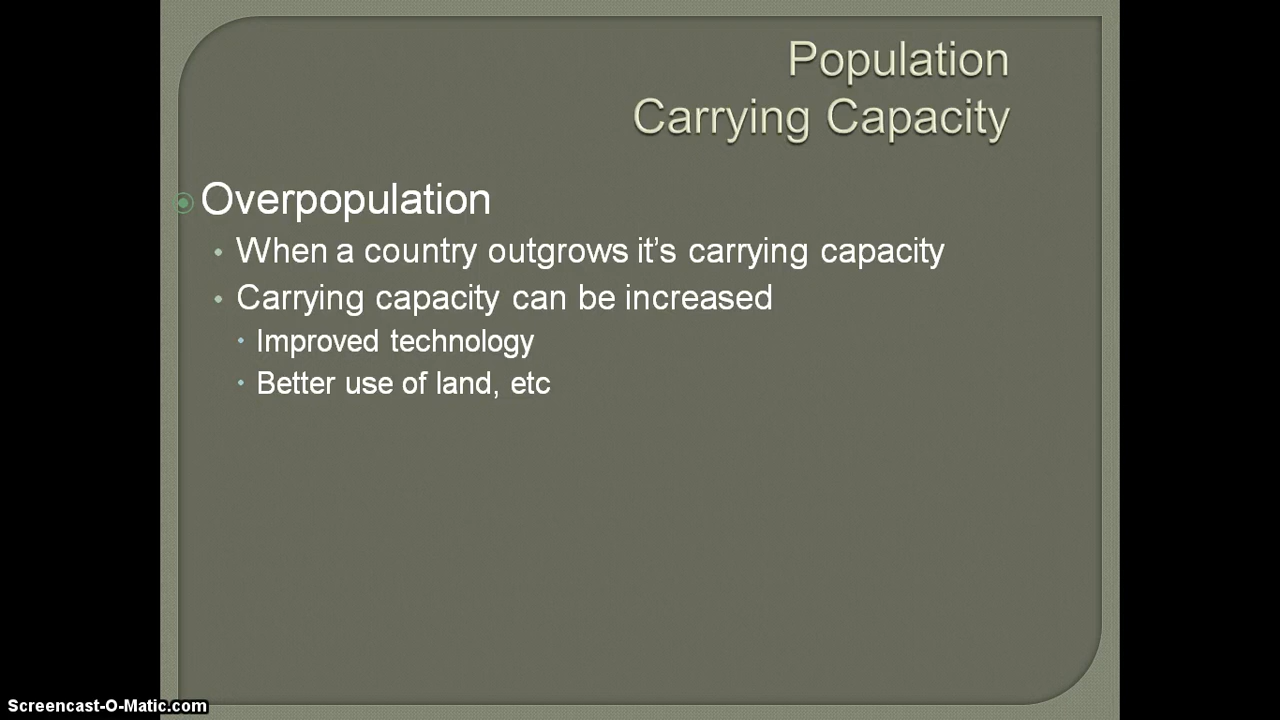 Population
Carrying Capacity
Overpopulation
When a country outgrows it's carrying capacity
Carrying capacity can be increased
Improved technology
Better use of land, etc
Screencast-O-Matic.com